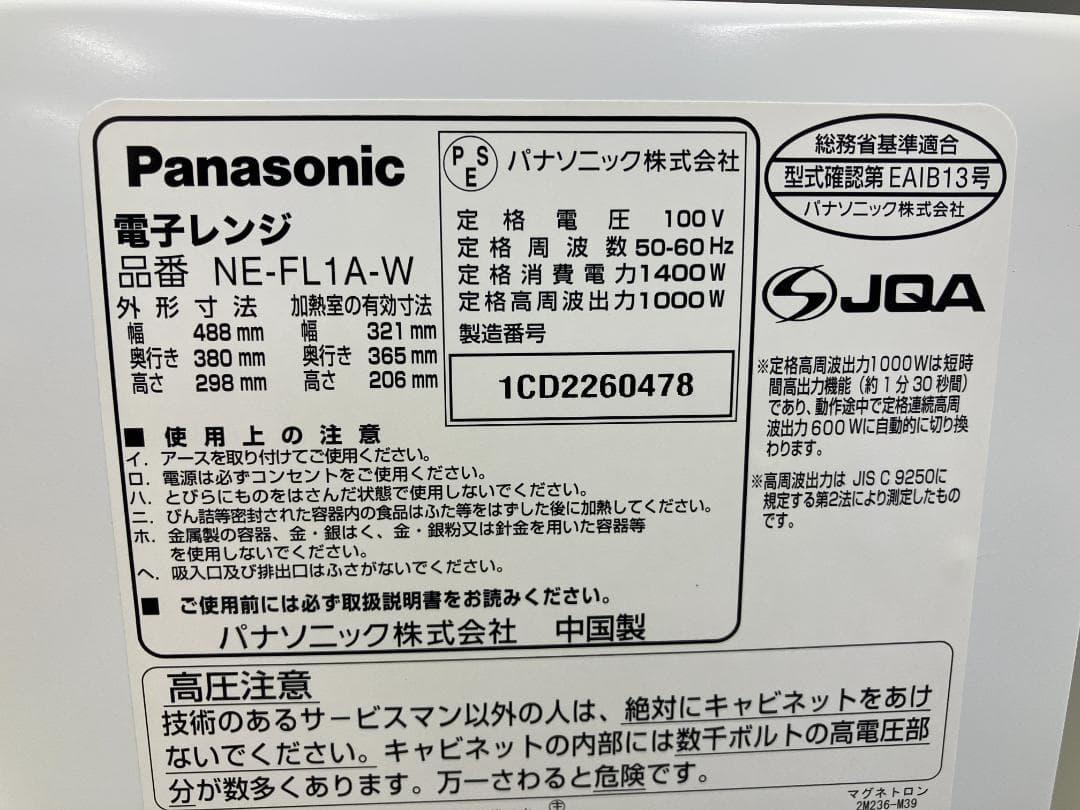 Panasonic
電子レンジ
品番 NE-FL1A-W
外形寸法 加熱室の有効寸法
幅 488 mm 幅 321 mm
奥行き 380 mm 奥行き 365 mm
高さ 298 mm 高さ 206 mm
PSE パナソニック株式会社
定格電圧 100 V
定格周波数 50-60 Hz
定格消費電力 1400 W
定格高周波出力 1000 W
製造番号
1CD2260478
■ 使用上の注意
イ. アースを取り付けてご使用ください。
ロ. 電源は必ずコンセントをご使用ください。
ハ. とびらにものをはさんだ状態で使用しないでください。
ニ. びん詰等密封された容器内の食品はふた等をはずした後に加熱してください。
ホ. 金属製の容器、金・銀はく、金・銀粉又は針金を用いた容器等
を使用しないでください。
ヘ. 吸入口及び排出口はふさがないでください。
■ ご使用前には必ず取扱説明書をお読みください。
パナソニック株式会社 中国製
総務省基準適合
型式確認第 EAIB13号
パナソニック株式会社
JQA
※定格高周波出力1000Wは短時
間高出力機能(約1分30秒間)
であり、動作途中で定格連続高周
波出力600Wに自動的に切り換
わります。
※高周波出力は JIS C 9250に
規定する第2法により測定したもの
です。
高圧注意
技術のあるサービスマン以外の人は、絶対にキャビネットをあけ
ないでください。キャビネットの内部には数千ボルトの高電圧部
分が数多くあります。万一さわると危険です。
マグネトロン
2M236-M39